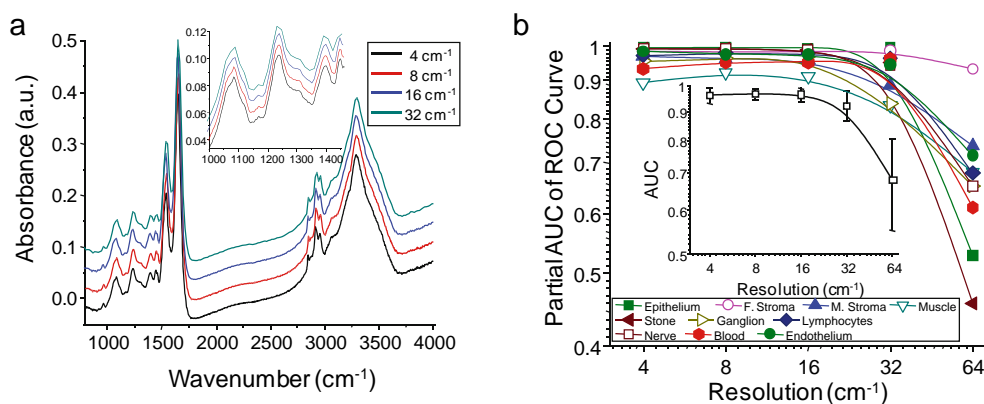 a
0.5
0.4
0.3
0.2
0.1
0.0
Absorbance (a.u.)
1000 1500 2000 2500 3000 3500 4000
Wavenumber (cm-1)
0.12
0.10
0.08
0.06
0.04
1000 1100 1200 1300 1400
4 cm-1
8 cm-1
16 cm-1
32 cm-1
b
1
0.9
0.8
0.7
0.6
0.5
0.4
Partial AUC of ROC Curve
4 8 16 32 64
Resolution (cm-1)
1
0.9
0.8
0.7
0.6
0.5
AUC
4 8 16 32 64
Resolution (cm-1)
Epithelium F. Stroma M. Stroma Muscle
Stone Ganglion Lymphocytes
Nerve Blood Endothelium